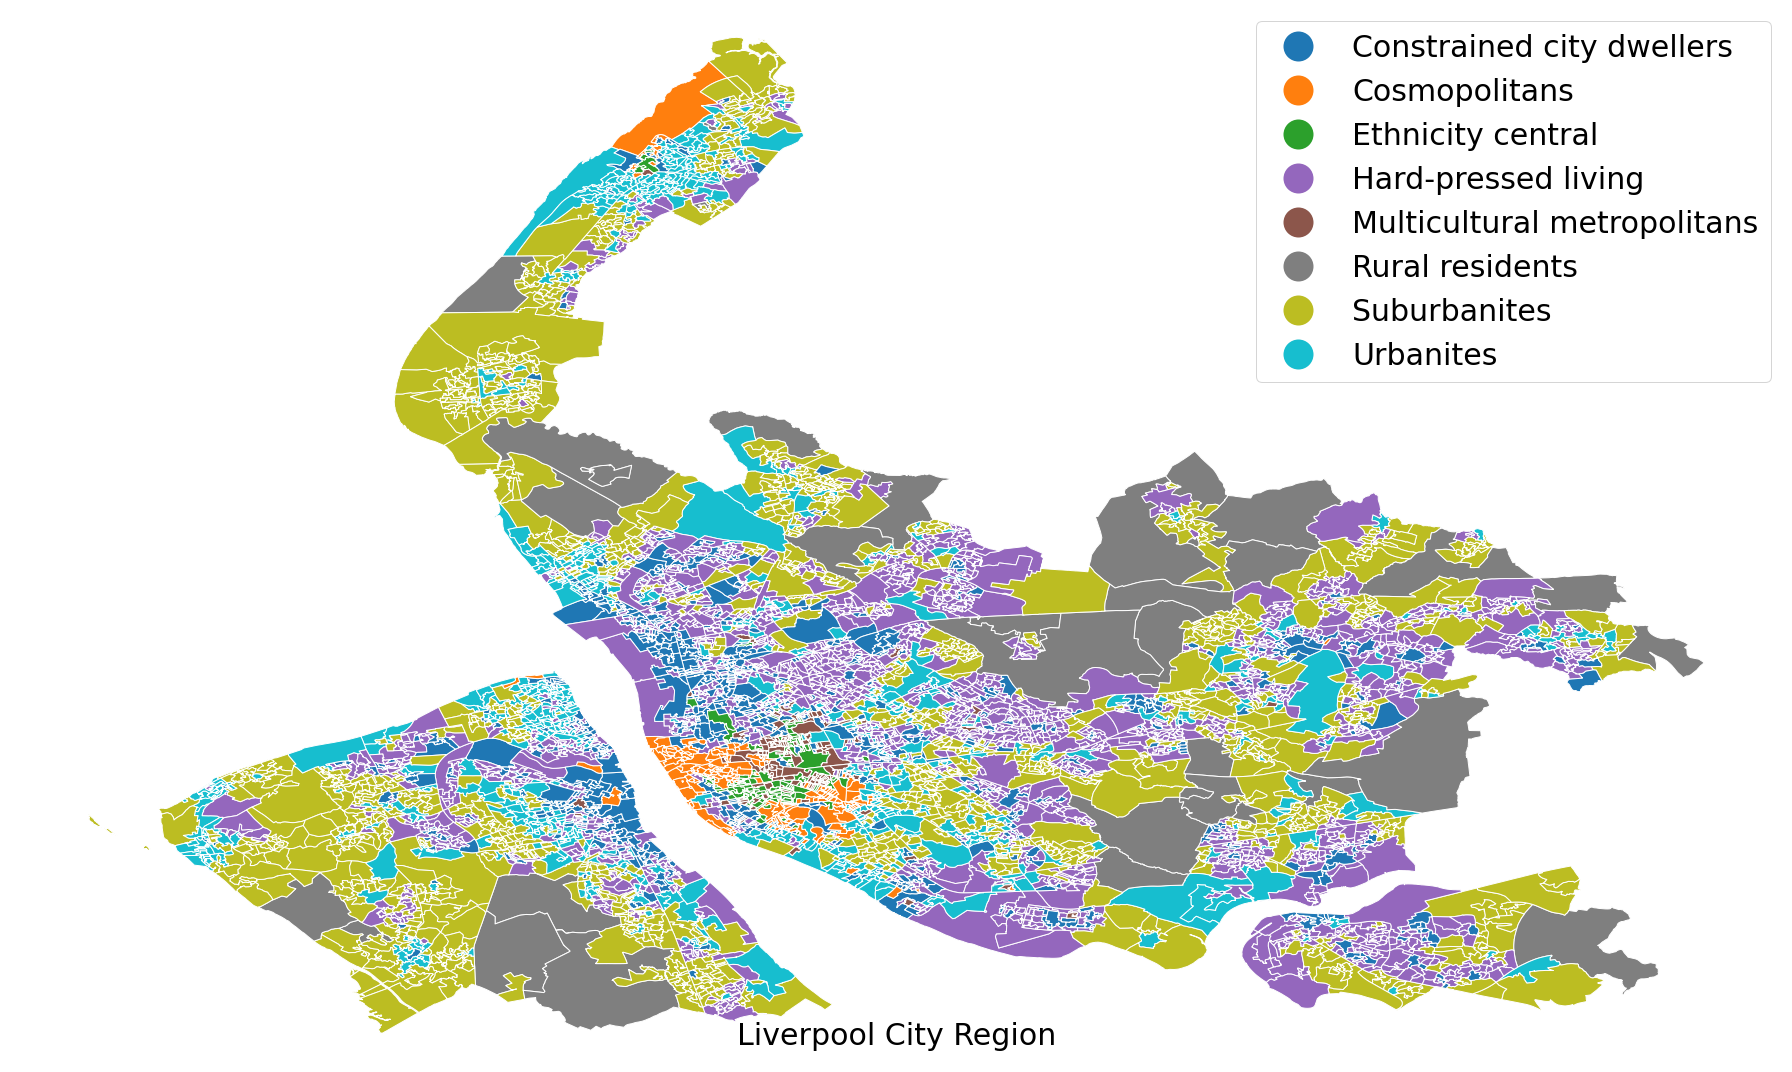 Constrained city dwellers
Cosmopolitans
Ethnicity central
Hard-pressed living
Multicultural metropolitans
Rural residents
Suburbanites
Urbanites
Liverpool City Region